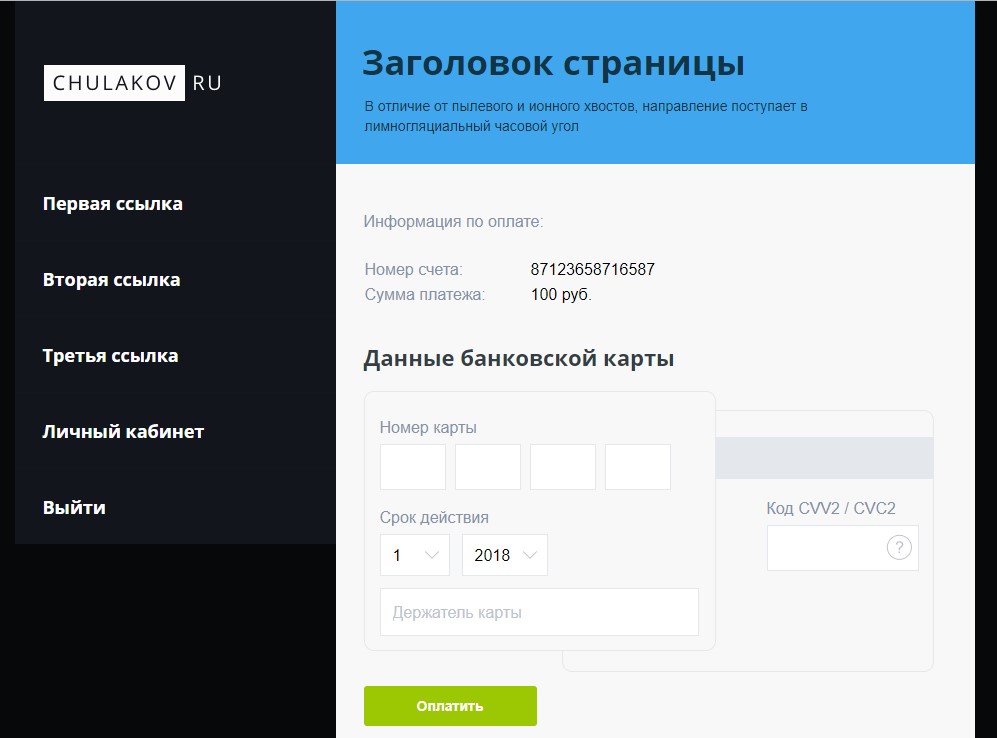 CHULAKOV RU
Первая ссылка
Вторая ссылка
Третья ссылка
Личный кабинет
Выйти
Заголовок страницы
В отличие от пылевого и ионного хвостов, направление поступает в
лимногляциальный часовой угол
Информация по оплате:
Номер счета: 87123658716587
Сумма платежа: 100 руб.
Данные банковской карты
Номер карты
Срок действия
1 2018
Держатель карты
Код CVV2 / CVC2
?
Оплатить